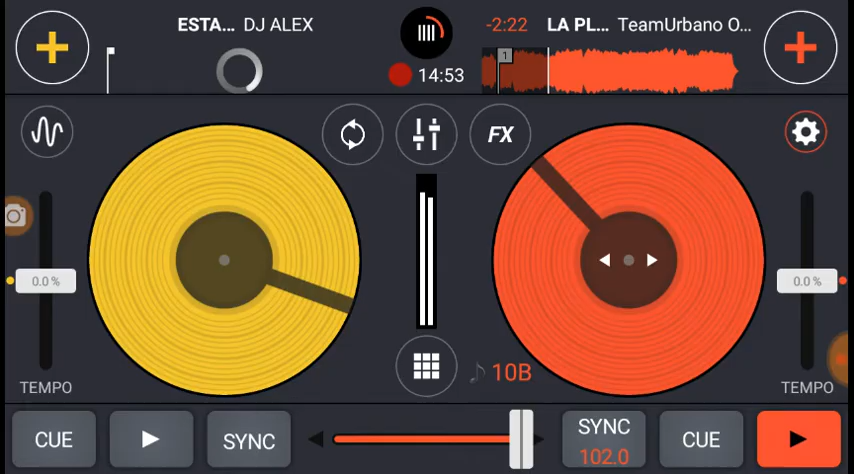 ESTA... DJ ALEX
-2:22 LA PL... TeamUrbano O...
14:53
1
FX
0.0 %
0.0 %
TEMPO
10B
TEMPO
CUE
SYNC
SYNC
102.0
CUE